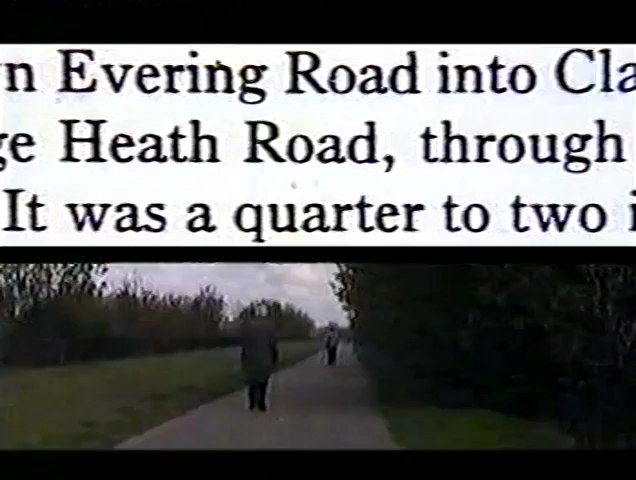 n Evering Road into Cla
ge Heath Road, through
It was a quarter to two i